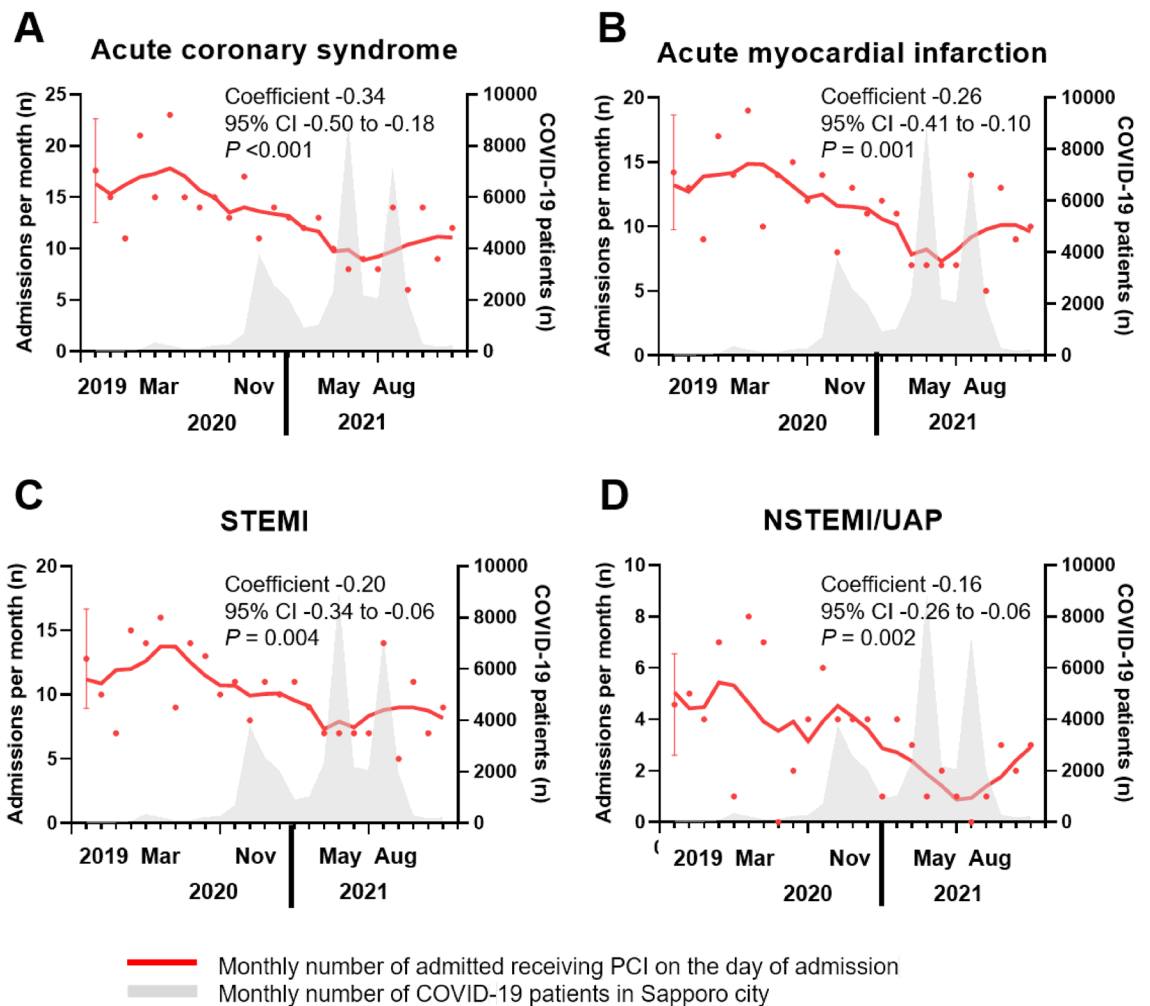 A
Acute coronary syndrome
Admissions per month (n)
25
20
15
10
5
0
Coefficient -0.34
95% CI -0.50 to -0.18
P <0.001
10000
8000
6000
4000
2000
0
COVID-19 patients (n)
2019 Mar Nov May Aug
2020 2021
B
Acute myocardial infarction
Admissions per month (n)
20
15
10
5
0
Coefficient -0.26
95% CI -0.41 to -0.10
P = 0.001
10000
8000
6000
4000
2000
0
COVID-19 patients (n)
2019 Mar Nov May Aug
2020 2021
C
STEMI
Admissions per month (n)
20
15
10
5
0
Coefficient -0.20
95% CI -0.34 to -0.06
P = 0.004
10000
8000
6000
4000
2000
0
COVID-19 patients (n)
2019 Mar Nov May Aug
2020 2021
D
NSTEMI/UAP
Admissions per month (n)
10
8
6
4
2
0
Coefficient -0.16
95% CI -0.26 to -0.06
P = 0.002
10000
8000
6000
4000
2000
0
COVID-19 patients (n)
2019 Mar Nov May Aug
2020 2021
Monthly number of admitted receiving PCI on the day of admission
Monthly number of COVID-19 patients in Sapporo city